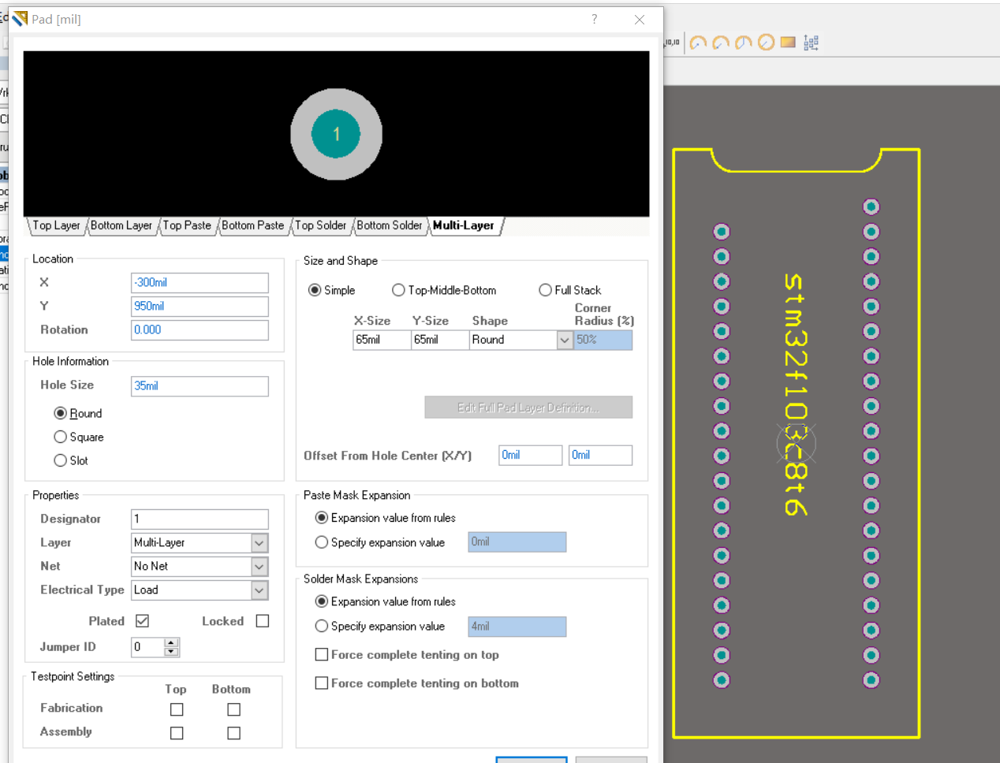 Pad [mil]
?
1
Top Layer
Bottom Layer
Top Paste
Bottom Paste
Top Solder
Bottom Solder
Multi-Layer
Location
X
-300mil
Y
950mil
Rotation
0.000
Hole Information
Hole Size
35mil
Round
Square
Slot
Properties
Designator
1
Layer
Multi-Layer
Net
No Net
Electrical Type
Load
Plated
Locked
Jumper ID
0
Testpoint Settings
Top
Bottom
Fabrication
Assembly
Size and Shape
Simple
Top-Middle-Bottom
Full Stack
X-Size
Y-Size
Shape
Corner
Radius (%)
65mil
65mil
Round
50%
Edit Full Pad Layer Definition...
Offset From Hole Center (X/Y)
0mil
0mil
Paste Mask Expansion
Expansion value from rules
Specify expansion value
0mil
Solder Mask Expansions
Expansion value from rules
Specify expansion value
4mil
Force complete tenting on top
Force complete tenting on bottom
stm32f103c8t6